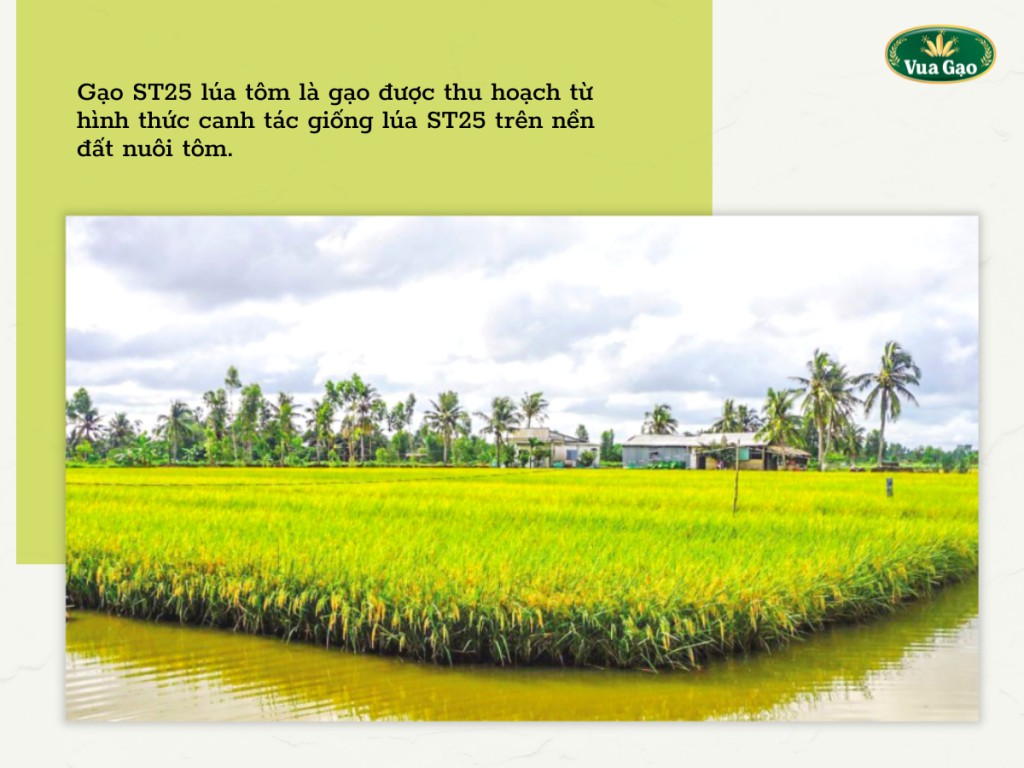 Vua Gạo
Gạo ST25 lúa tôm là gạo được thu hoạch từ
hình thức canh tác giống lúa ST25 trên nền
đất nuôi tôm.